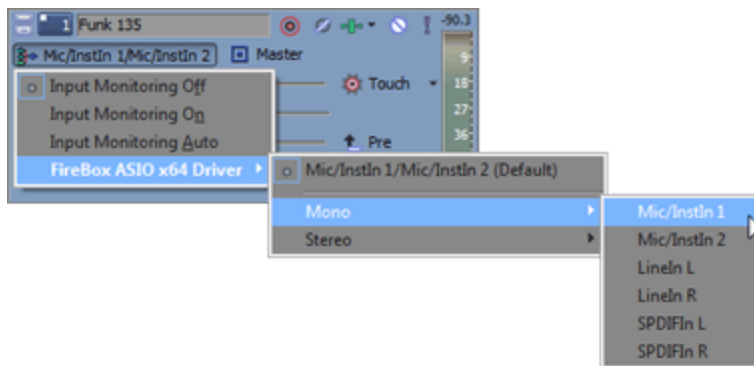 1 Funk 135 -90.3
Mic/InstIn 1/Mic/InstIn 2 Master 9
Input Monitoring Off Touch 18
Input Monitoring On 27
Input Monitoring Auto Pre 36
FireBox ASIO x64 Driver Mic/InstIn 1/Mic/InstIn 2 (Default)
Mono Mic/InstIn 1
Stereo Mic/InstIn 2
LineIn L
LineIn R
SPDIFIn L
SPDIFIn R